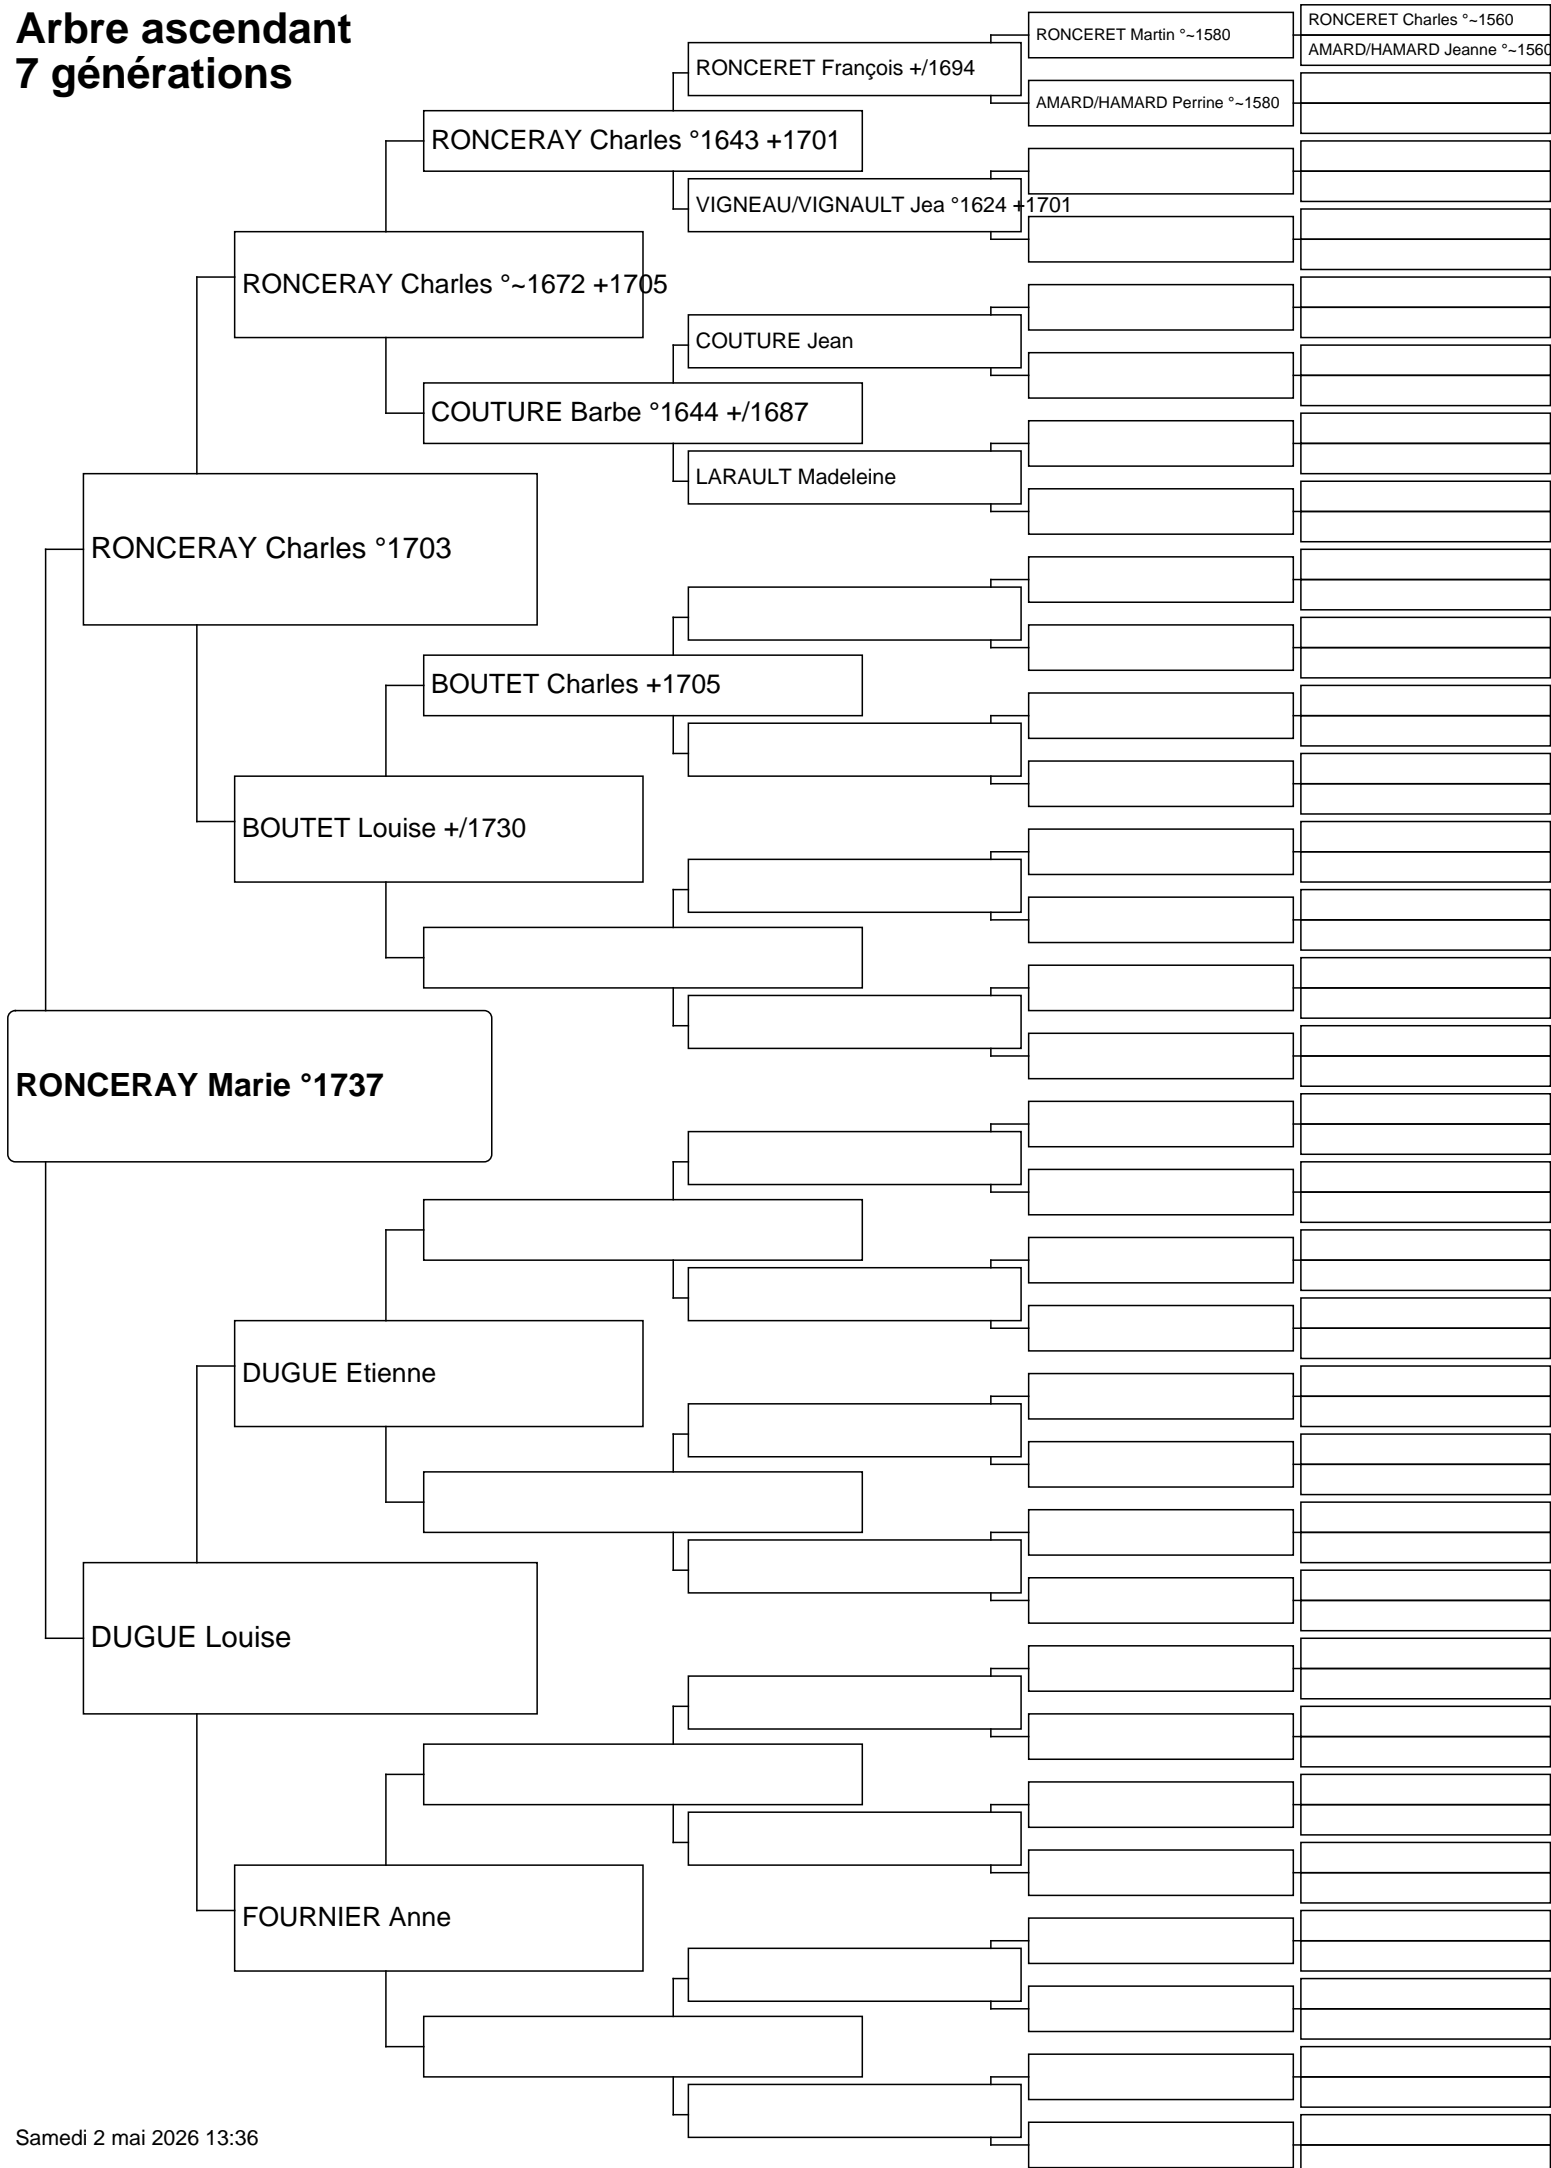 Arbre ascendant
7 générations
RONCERET Charles °~1560
RONCERET Martin °~1580
AMARD/HAMARD Jeanne °~1560
RONCERET François +/1694
AMARD/HAMARD Perrine °~1580
RONCERAY Charles °1643 +1701
VIGNEAU/VIGNAULT Jea °1624 +1701
RONCERAY Charles °~1672 +1705
COUTURE Jean
COUTURE Barbe °1644 +/1687
LARAULT Madeleine
RONCERAY Charles °1703
BOUTET Charles +1705
BOUTET Louise +/1730
RONCERAY Marie °1737
DUGUE Etienne
DUGUE Louise
FOURNIER Anne
Samedi 2 mai 2026 13:36